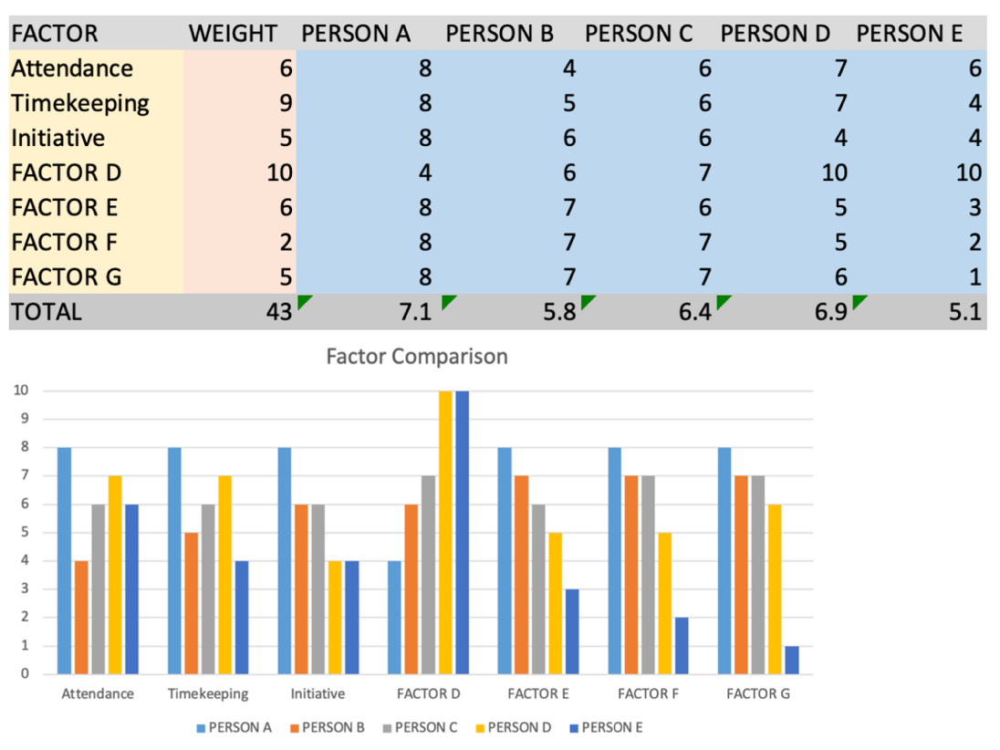 FACTOR WEIGHT PERSON A PERSON B PERSON C PERSON D PERSON E
Attendance 6 8 4 6 7 6
Timekeeping 9 8 5 6 7 4
Initiative 5 8 6 6 4 4
FACTOR D 10 4 6 7 10 10
FACTOR E 6 8 7 6 5 3
FACTOR F 2 8 7 7 5 2
FACTOR G 5 8 7 7 6 1
TOTAL 43 7.1 5.8 6.4 6.9 5.1
Factor Comparison
10
9
8
7
6
5
4
3
2
1
0
Attendance Timekeeping Initiative FACTOR D FACTOR E FACTOR F FACTOR G
PERSON A PERSON B PERSON C PERSON D PERSON E